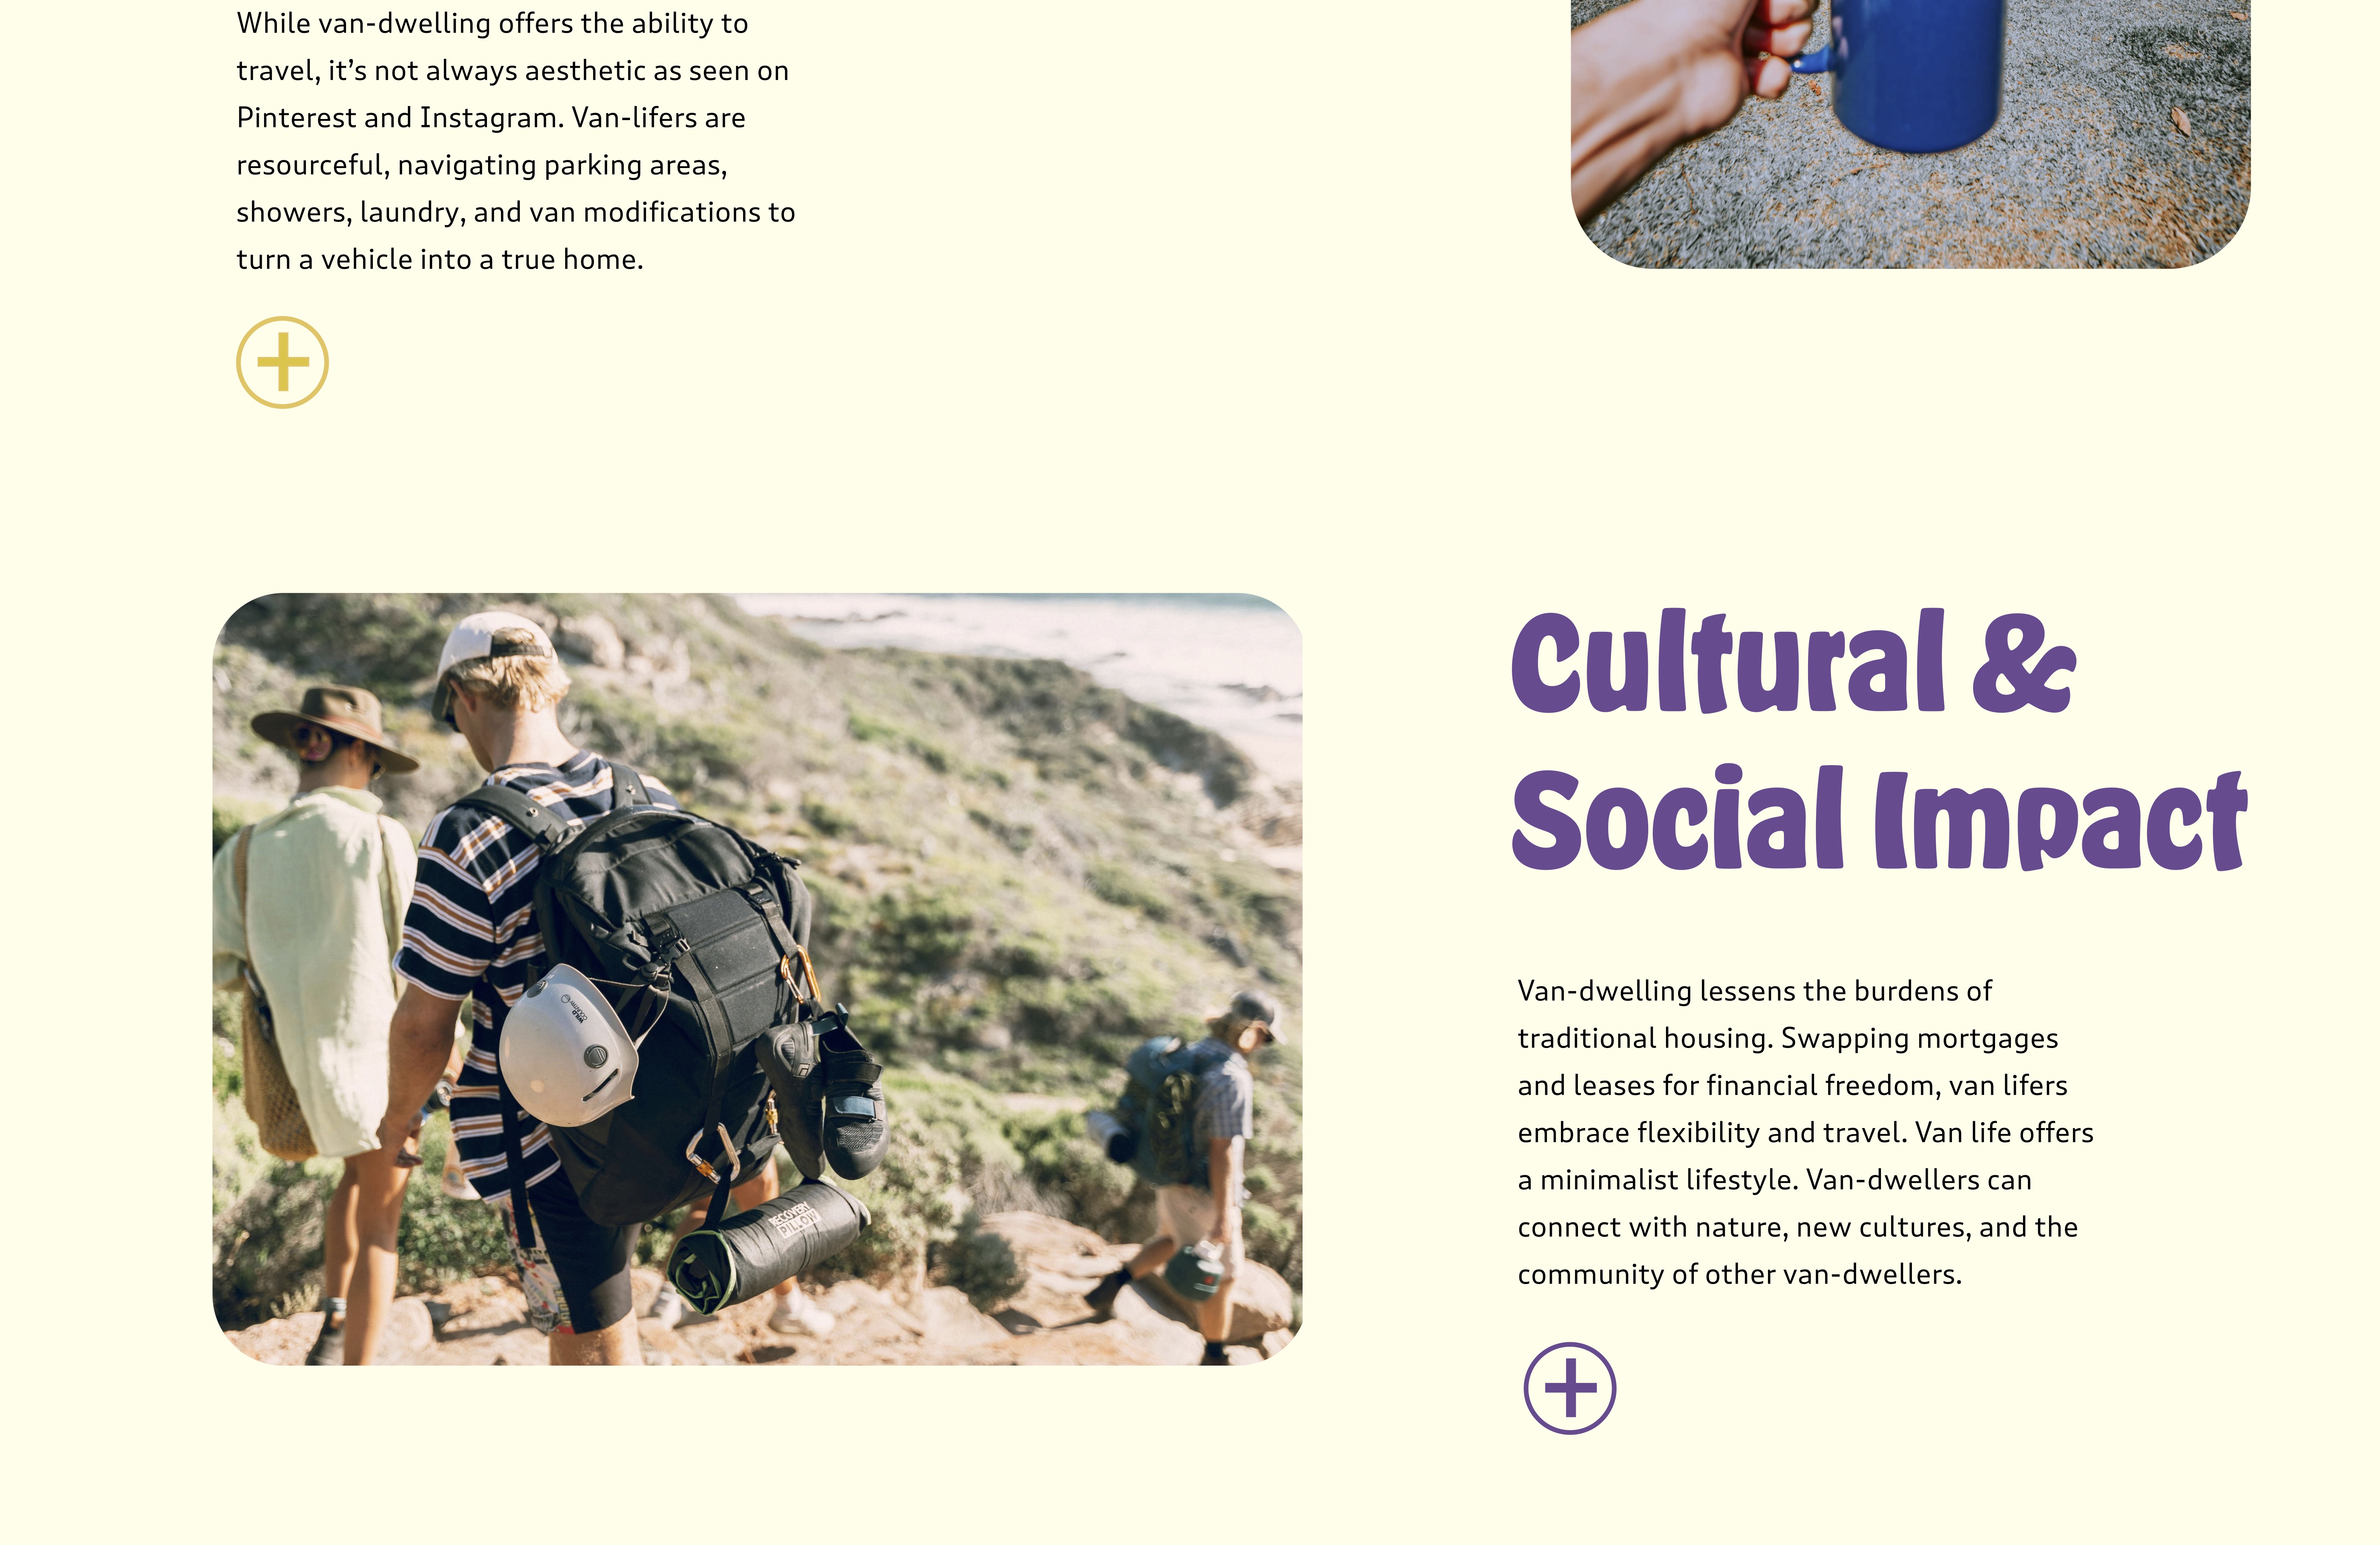 While van-dwelling offers the ability to
travel, it’s not always aesthetic as seen on
Pinterest and Instagram. Van-lifers are
resourceful, navigating parking areas,
showers, laundry, and van modifications to
turn a vehicle into a true home.
Cultural &
Social Impact
Van-dwelling lessens the burdens of
traditional housing. Swapping mortgages
and leases for financial freedom, van lifers
embrace flexibility and travel. Van life offers
a minimalist lifestyle. Van-dwellers can
connect with nature, new cultures, and the
community of other van-dwellers.
WILD
COUNTRY
RECOVERY
PILLOW